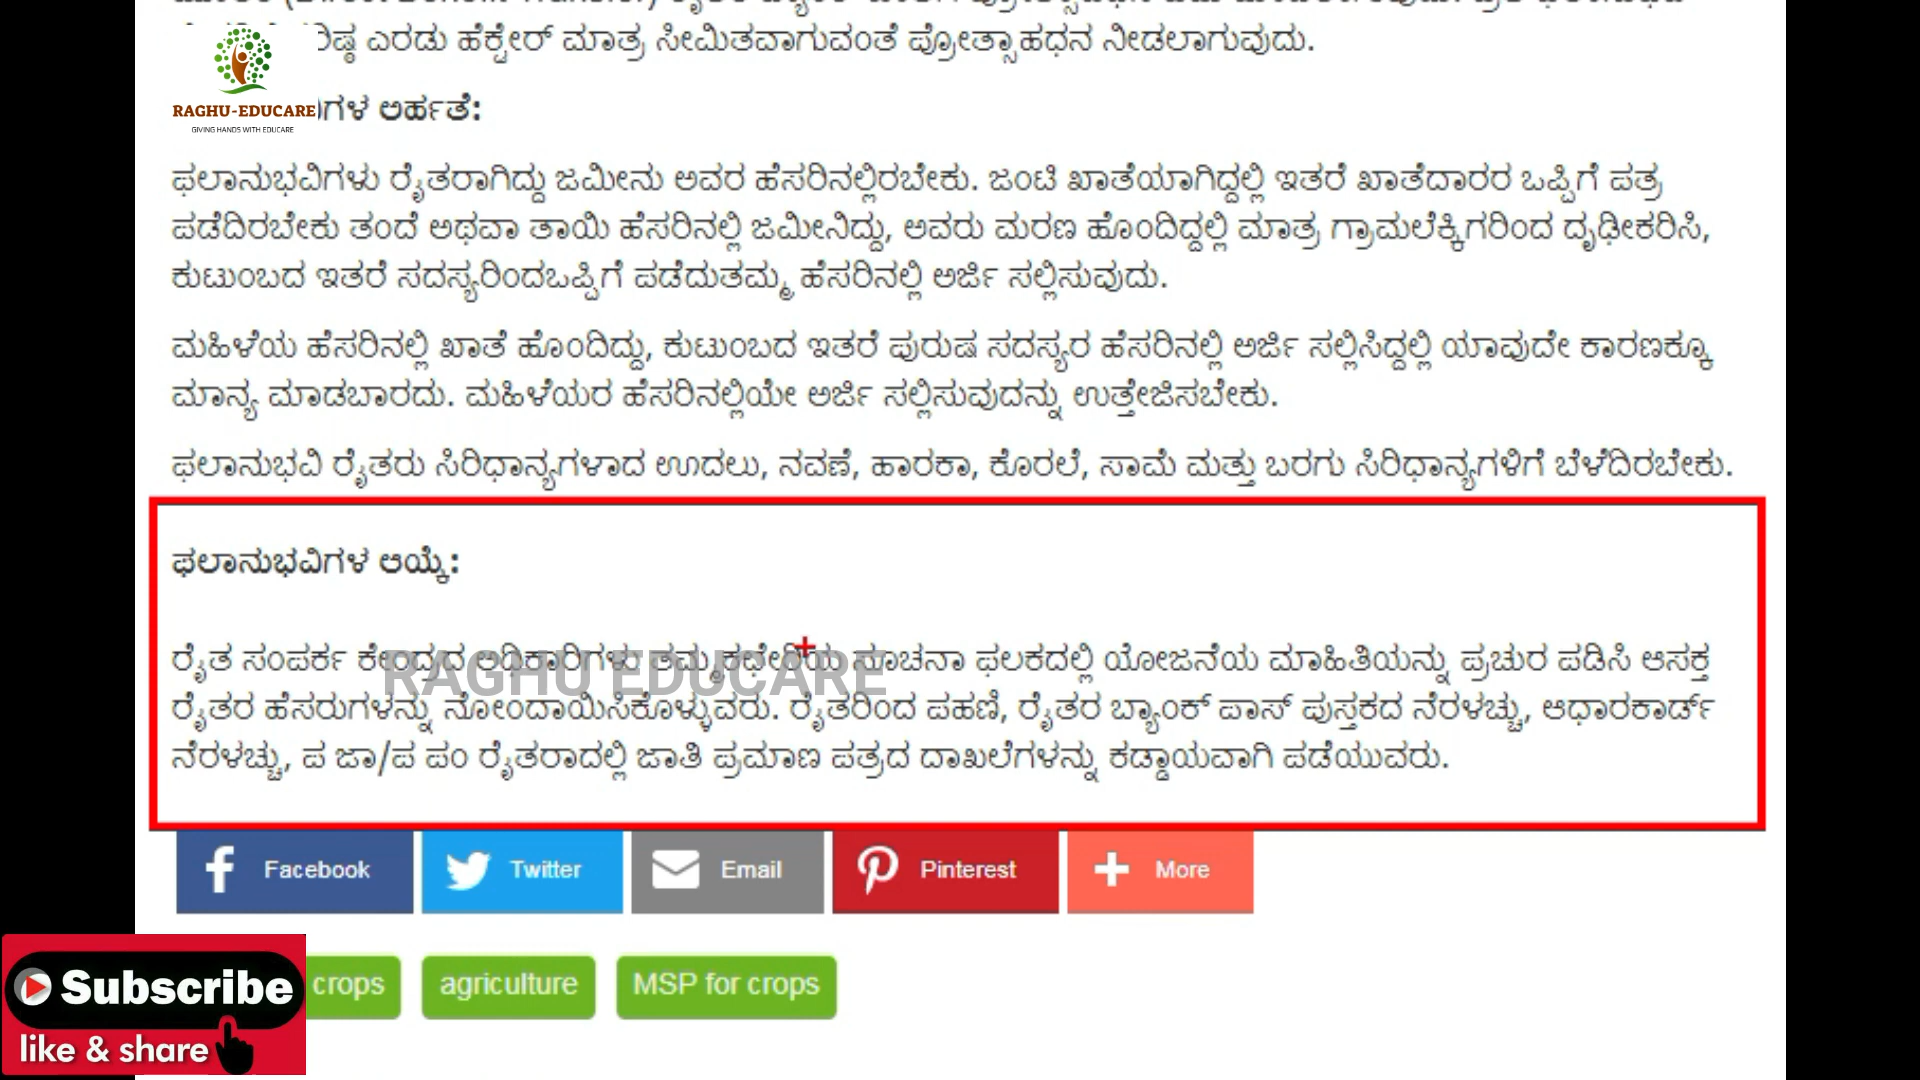 ಎರಡು ಹೆಕ್ಟೇರ್ ಮಾತ್ರ ಸೀಮಿತವಾಗುವಂತೆ ಪ್ರೋತ್ಸಾಹಧನ ನೀಡಲಾಗುವುದು.
RAGHU-EDUCARE
GIVING HANDS WITH EDUCARE
ಅರ್ಹತೆ:
ಫಲಾನುಭವಿಗಳು ರೈತರಾಗಿದ್ದು ಜಮೀನು ಅವರ ಹೆಸರಿನಲ್ಲಿರಬೇಕು. ಜಂಟಿ ಖಾತೆಯಾಗಿದ್ದಲ್ಲಿ ಇತರೆ ಖಾತೆದಾರರ ಒಪ್ಪಿಗೆ ಪತ್ರ
ಪಡೆದಿರಬೇಕು ತಂದೆ ಅಥವಾ ತಾಯಿ ಹೆಸರಿನಲ್ಲಿ ಜಮೀನಿದ್ದು, ಅವರು ಮರಣ ಹೊಂದಿದ್ದಲ್ಲಿ ಮಾತ್ರ ಗ್ರಾಮಲೆಕ್ಕಿಗರಿಂದ ದೃಢೀಕರಿಸಿ,
ಕುಟುಂಬದ ಇತರೆ ಸದಸ್ಯರಿಂದಒಪ್ಪಿಗೆ ಪಡೆದುತಮ್ಮ ಹೆಸರಿನಲ್ಲಿ ಅರ್ಜಿ ಸಲ್ಲಿಸುವುದು.
ಮಹಿಳೆಯ ಹೆಸರಿನಲ್ಲಿ ಖಾತೆ ಹೊಂದಿದ್ದು, ಕುಟುಂಬದ ಇತರೆ ಪುರುಷ ಸದಸ್ಯರ ಹೆಸರಿನಲ್ಲಿ ಅರ್ಜಿ ಸಲ್ಲಿಸಿದ್ದಲ್ಲಿ ಯಾವುದೇ ಕಾರಣಕ್ಕೂ
ಮಾನ್ಯ ಮಾಡಬಾರದು. ಮಹಿಳೆಯರ ಹೆಸರಿನಲ್ಲಿಯೇ ಅರ್ಜಿ ಸಲ್ಲಿಸುವುದನ್ನು ಉತ್ತೇಜಿಸಬೇಕು.
ಫಲಾನುಭವಿ ರೈತರು ಸಿರಿಧಾನ್ಯಗಳಾದ ಊದಲು, ನವಣೆ, ಹಾರಕಾ, ಕೊರಲೆ, ಸಾಮೆ ಮತ್ತು ಬರಗು ಸಿರಿಧಾನ್ಯಗಳಿಗೆ ಬೆಳೆದಿರಬೇಕು.
ಫಲಾನುಭವಿಗಳ ಆಯ್ಕೆ:
ರೈತ ಸಂಪರ್ಕ ಕೇಂದ್ರದ ಅಧಿಕಾರಿಗಳು ತಮ್ಮಕಛೇರಿಯ ಸೂಚನಾ ಫಲಕದಲ್ಲಿ ಯೋಜನೆಯ ಮಾಹಿತಿಯನ್ನು ಪ್ರಚುರ ಪಡಿಸಿ ಆಸಕ್ತ
RAGHU EDUCARE
ರೈತರ ಹೆಸರುಗಳನ್ನು ನೋಂದಾಯಿಸಿಕೊಳ್ಳುವರು. ರೈತರಿಂದ ಪಹಣಿ, ರೈತರ ಬ್ಯಾಂಕ್ ಪಾಸ್ ಪುಸ್ತಕದ ನೆರಳಚ್ಚು, ಆಧಾರಕಾರ್ಡ್
ನೆರಳಚ್ಚು, ಪ ಜಾ/ಪ ಪಂ ರೈತರಾದಲ್ಲಿ ಜಾತಿ ಪ್ರಮಾಣ ಪತ್ರದ ದಾಖಲೆಗಳನ್ನು ಕಡ್ಡಾಯವಾಗಿ ಪಡೆಯುವರು.
Facebook Twitter Email Pinterest More
crops agriculture MSP for crops
Subscribe
like & share